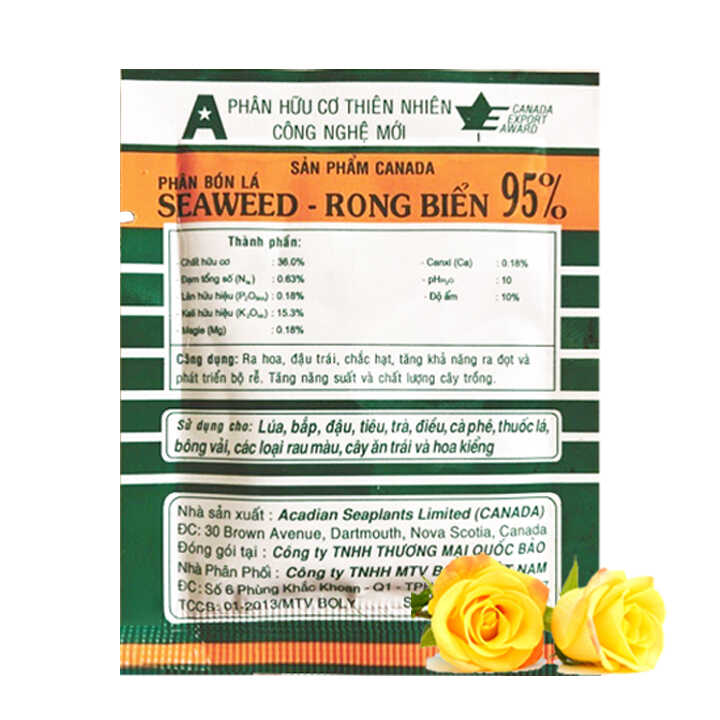 A PHÂN HỮU CƠ THIÊN NHIÊN
CÔNG NGHỆ MỚI
CANADA
EXPORT
AWARD
SẢN PHẨM CANADA
PHÂN BÓN LÁ
SEAWEED - RONG BIỂN 95%
Thành phần:
- Chất hữu cơ : 36.0%
- Đạm tổng số (N) : 0.63%
- Lân hữu hiệu (P₂O₅) : 0.18%
- Kali hữu hiệu (K₂O) : 15.3%
- Magie (Mg) : 0.18%
- Canxi (Ca) : 0.18%
- pH H₂O : 10
- Độ ẩm : 10%
Công dụng: Ra hoa, đậu trái, chắc hạt, tăng khả năng ra đọt và
phát triển bộ rễ. Tăng năng suất và chất lượng cây trồng.
Sử dụng cho: Lúa, bắp, đậu, tiêu, trà, điều, cà phê, thuốc lá,
bông vải, các loại rau màu, cây ăn trái và hoa kiểng
Nhà sản xuất : Acadian Seaplants Limited (CANADA)
ĐC: 30 Brown Avenue, Dartmouth, Nova Scotia, Canada
Đóng gói tại : Công ty TNHH THƯƠNG MẠI QUỐC BẢO
Nhà Phân Phối : Công ty TNHH MTV B NAM
ĐC: Số 6 Phùng Khắc Khoan - Q1 - TP
TCCB: 01-2013/MTV BOLY S